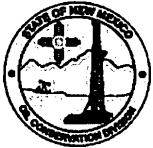 STATE OF NEW MEXICO
OIL CONSERVATION DIVISION